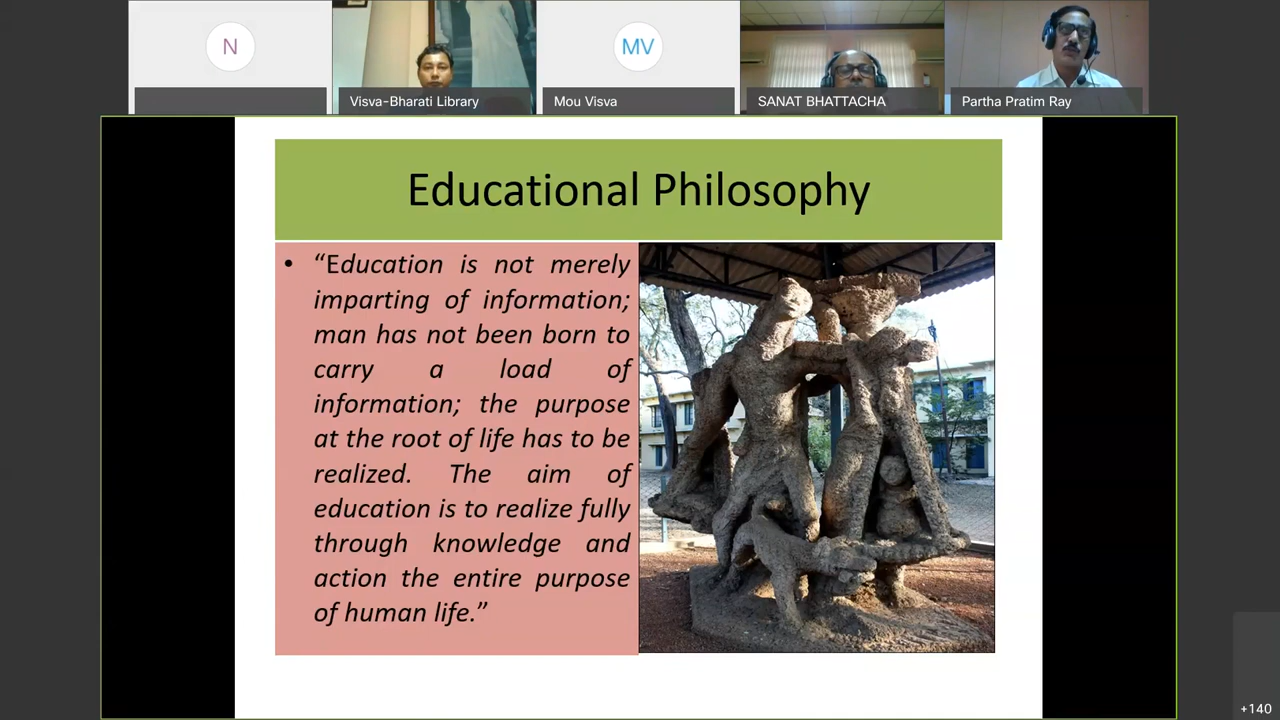 N
MV
Visva-Bharati Library
Mou Visva
SANAT BHATTACHA
Partha Pratim Ray
Educational Philosophy
• “Education is not merely
imparting of information;
man has not been born to
carry a load of
information; the purpose
at the root of life has to be
realized. The aim of
education is to realize fully
through knowledge and
action the entire purpose
of human life.”
+140